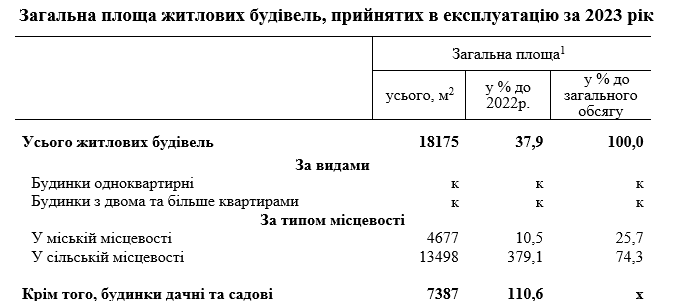 Загальна площа житлових будівель, прийнятих в експлуатацію за 2023 рік
Загальна площа¹
усього, м²
у % до 2022р.
у % до загального обсягу
Усього житлових будівель 18175 37,9 100,0
За видами
Будинки одноквартирні к к к
Будинки з двома та більше квартирами к к к
За типом місцевості
У міській місцевості 4677 10,5 25,7
У сільській місцевості 13498 379,1 74,3
Крім того, будинки дачні та садові 7387 110,6 х